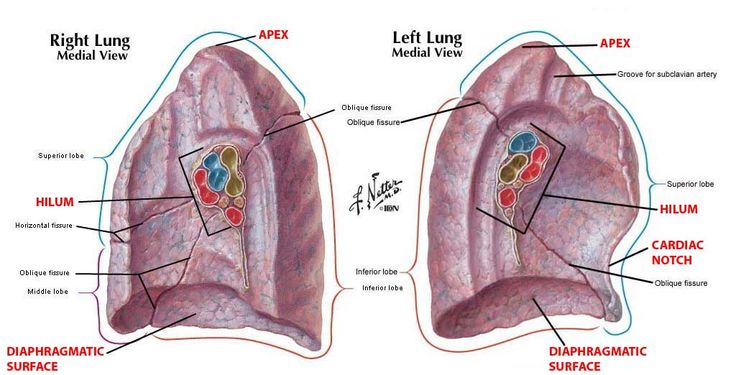 Right Lung
Medial View
APEX
Oblique fissure
Superior lobe
HILUM
Horizontal fissure
Oblique fissure
Middle lobe
Inferior lobe
DIAPHRAGMATIC
SURFACE
F. Netter
M.D.
©IBN
Left Lung
Medial View
APEX
Groove for subclavian artery
Oblique fissure
Superior lobe
HILUM
CARDIAC
NOTCH
Oblique fissure
Inferior lobe
DIAPHRAGMATIC
SURFACE